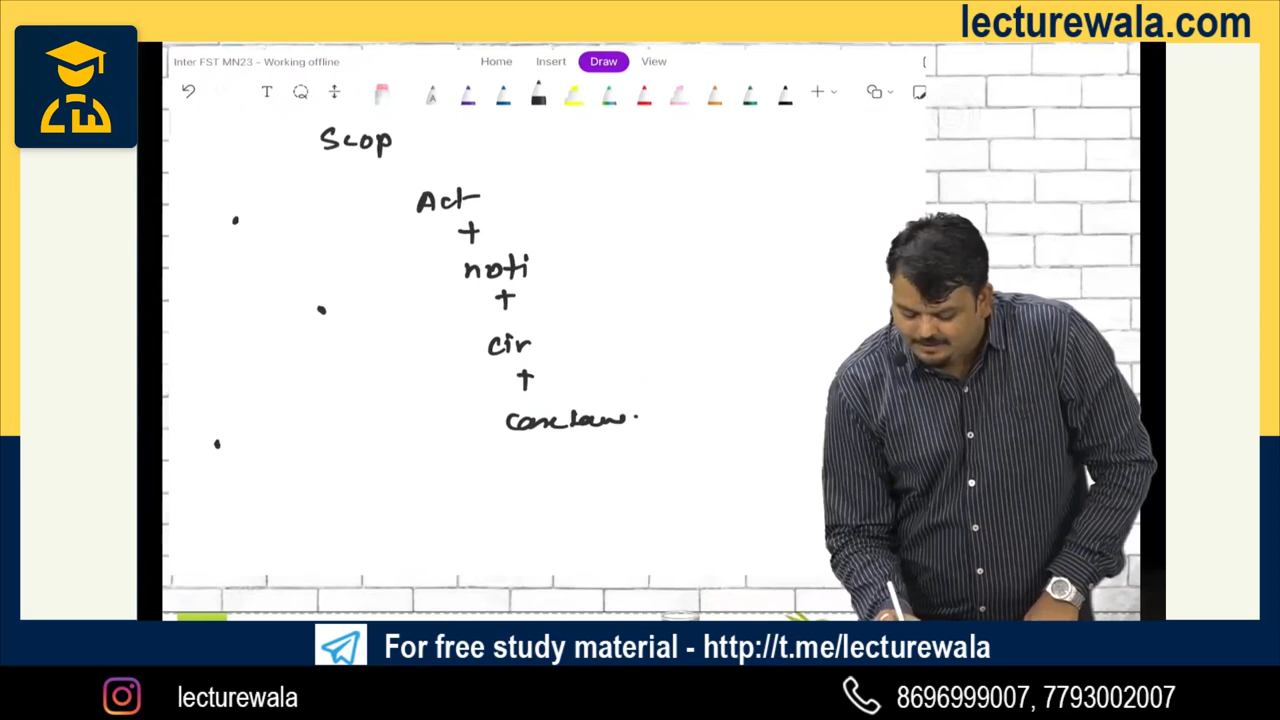 lecturewala.com
Inter FST MN23 - Working offline
Home Insert Draw View
T
A
Scop
Act
+
noti
+
cir
+
Caselaws.
For free study material - http://t.me/lecturewala
lecturewala
8696999007, 7793002007